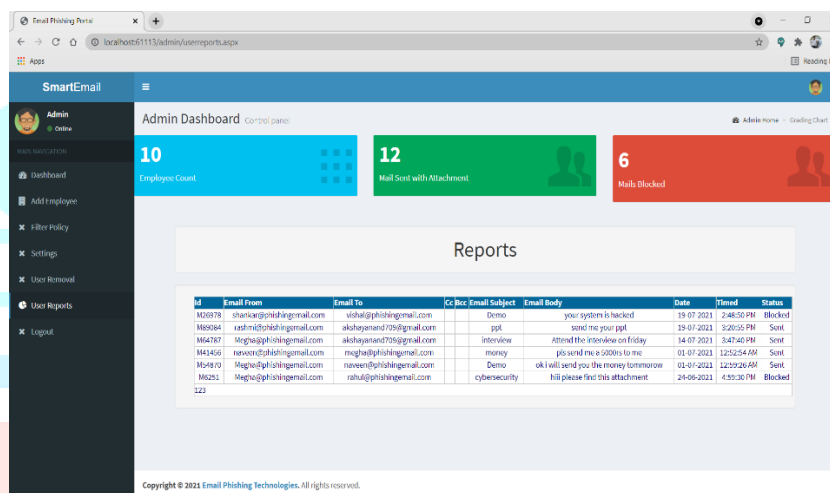 Email Phishing Portal
localhost:61113/admin/userreports.aspx
Apps
Reading
SmartEmail
Admin
Online
MAIN NAVIGATION
Dashboard
Add Employee
Filter Policy
Settings
User Removal
User Reports
Logout
Admin Dashboard Control panel
Admin Home - Grading Chart
10
Employee Count
12
Mail Sent with Attachment
6
Mails Blocked
Reports
Id Email From Email To Cc Bcc Email Subject Email Body Date Timed Status
M26978 shankar@phishingemail.com vishal@phishingemail.com Demo your system is hacked 19-07-2021 2:48:50 PM Blocked
M89084 rashmi@phishingemail.com akshayanand709@gmail.com ppt send me your ppt 19-07-2021 3:20:55 PM Sent
M64787 Megha@phishingemail.com akshayanand709@gmail.com interview Attend the interview on friday 14-07-2021 3:47:40 PM Sent
M41456 naveen@phishingemail.com megha@phishingemail.com money pls send me a 5000rs to me 01-07-2021 12:52:54 AM Sent
M54870 Megha@phishingemail.com naveen@phishingemail.com Demo ok i will send you the money tommorow 01-07-2021 12:59:26 AM Sent
M6251 Megha@phishingemail.com rahul@phishingemail.com cybersecurity hiii please find this attachment 24-06-2021 4:59:30 PM Blocked
123
Copyright © 2021 Email Phishing Technologies. All rights reserved.